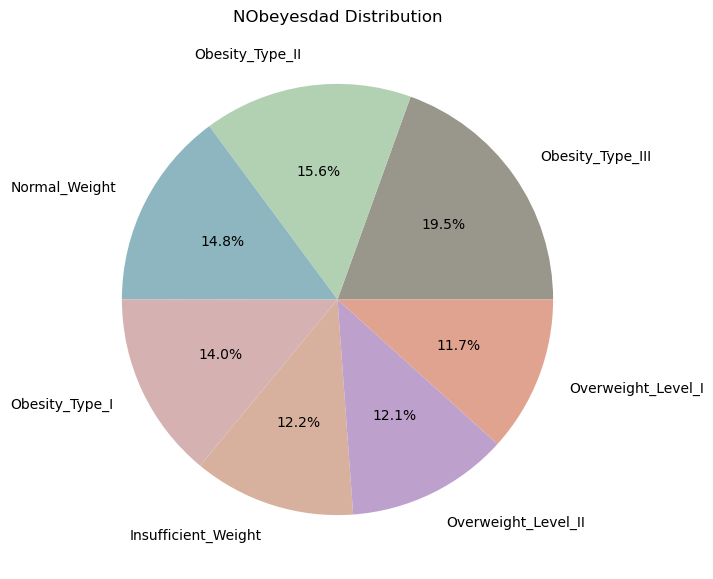 NObeyesdad Distribution
Obesity_Type_II
Obesity_Type_III
15.6%
Normal_Weight
19.5%
14.8%
11.7%
14.0%
Overweight_Level_I
Obesity_Type_I
12.1%
12.2%
Overweight_Level_II
Insufficient_Weight